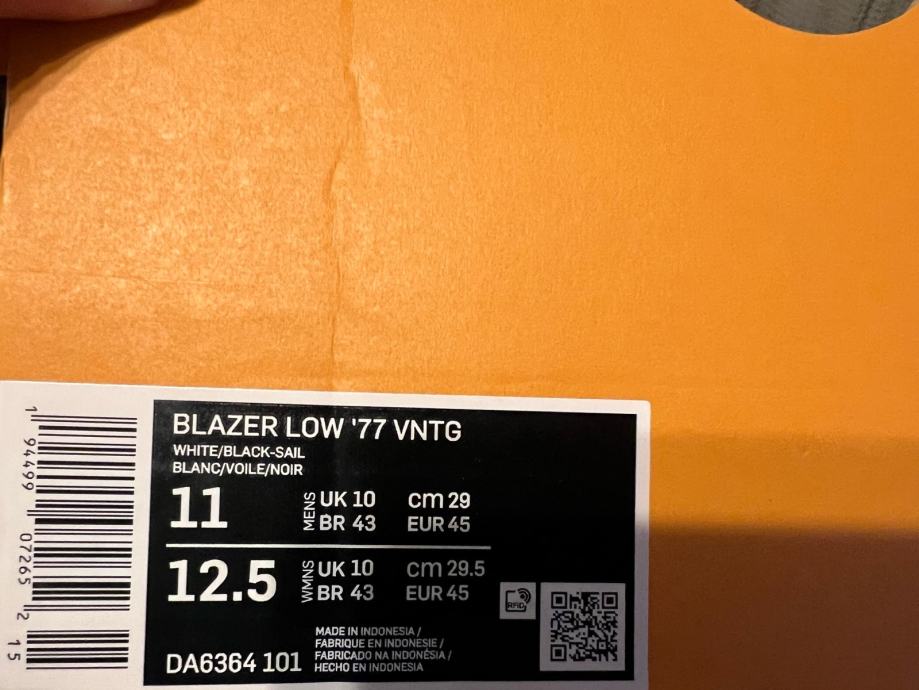 BLAZER LOW '77 VNTG
WHITE/BLACK-SAIL
BLANC/VOILE/NOIR
11 MENS UK 10 cm 29
BR 43 EUR 45
12.5 WMNS UK 10 cm 29.5
BR 43 EUR 45
RFID
MADE IN INDONESIA /
FABRIQUE EN INDONESIE /
FABRICADO NA INDONÉSIA /
HECHO EN INDONESIA
DA6364 101
1 94499 07265 2 15